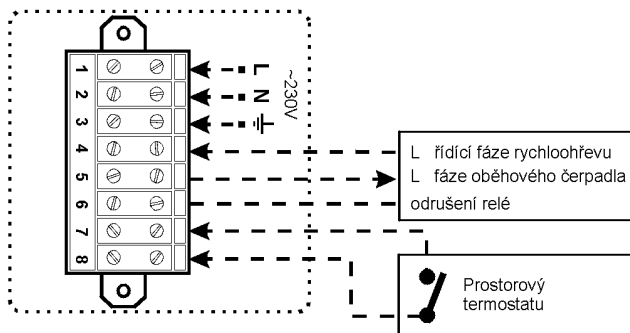 1
2
3
4
5
6
7
8
L
N
~230V
L řídící fáze rychloohřevu
L fáze oběhového čerpadla
odrušení relé
Prostorový
termostatu